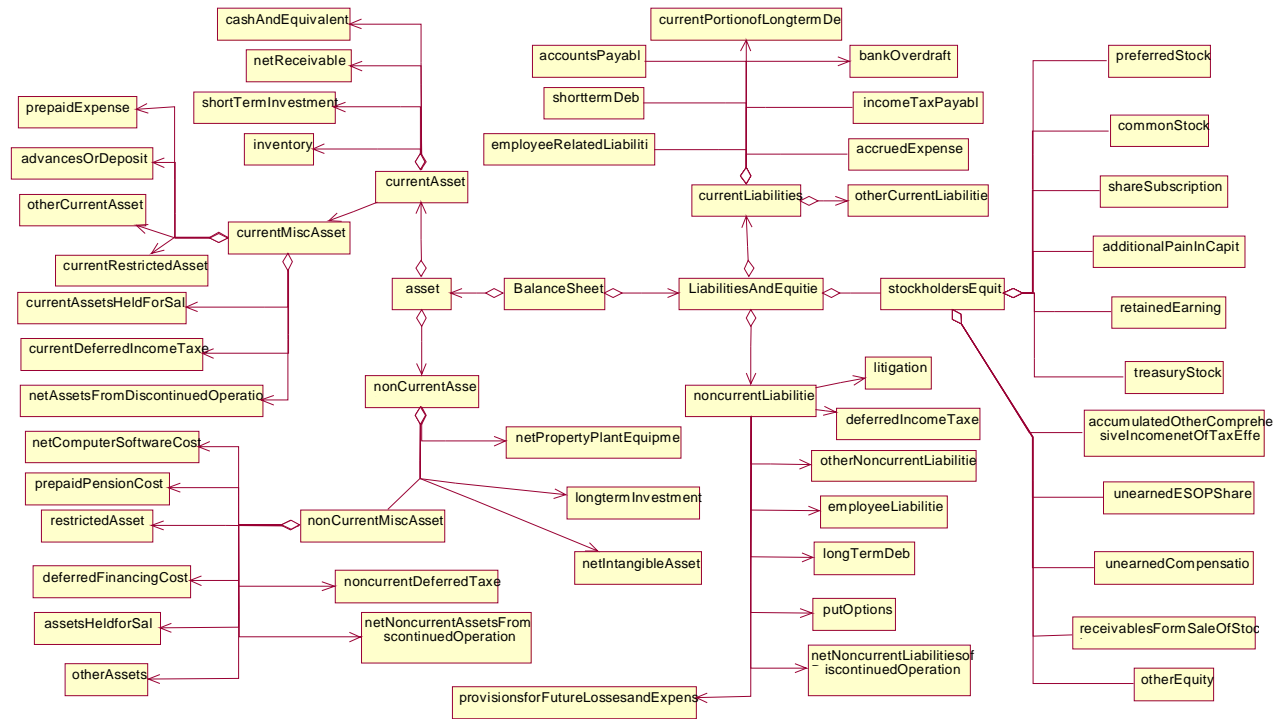 cashAndEquivalent
currentPortionofLongtermDe
netReceivable
accountsPayabl
bankOverdraft
preferredStock
prepaidExpense
shortTermInvestment
shorttermDeb
incomeTaxPayabl
commonStock
inventory
employeeRelatedLiabiliti
accruedExpense
advancesOrDeposit
currentAsset
currentLiabilities
otherCurrentLiabilitie
shareSubscription
otherCurrentAsset
currentMiscAsset
additionalPainInCapit
currentRestrictedAsset
asset
BalanceSheet
LiabilitiesAndEquitie
stockholdersEquit
currentAssetsHeldForSal
retainedEarning
currentDeferredIncomeTaxe
litigation
treasuryStock
netAssetsFromDiscontinuedOperatio
nonCurrentAsse
noncurrentLiabilitie
deferredIncomeTaxe
accumulatedOtherComprehe
siveIncomenetOfTaxEffe
netComputerSoftwareCost
netPropertyPlantEquipme
otherNoncurrentLiabilitie
prepaidPensionCost
longtermInvestment
employeeLiabilitie
unearnedESOPShare
restrictedAsset
nonCurrentMiscAsset
longTermDeb
netIntangibleAsset
unearnedCompensatio
deferredFinancingCost
noncurrentDeferredTaxe
putOptions
assetsHeldforSal
netNoncurrentAssetsFrom
scontinuedOperation
receivablesFormSaleOfStoc
netNoncurrentLiabilitiesof
iscontinuedOperation
otherAssets
otherEquity
provisionsforFutureLossesandExpens